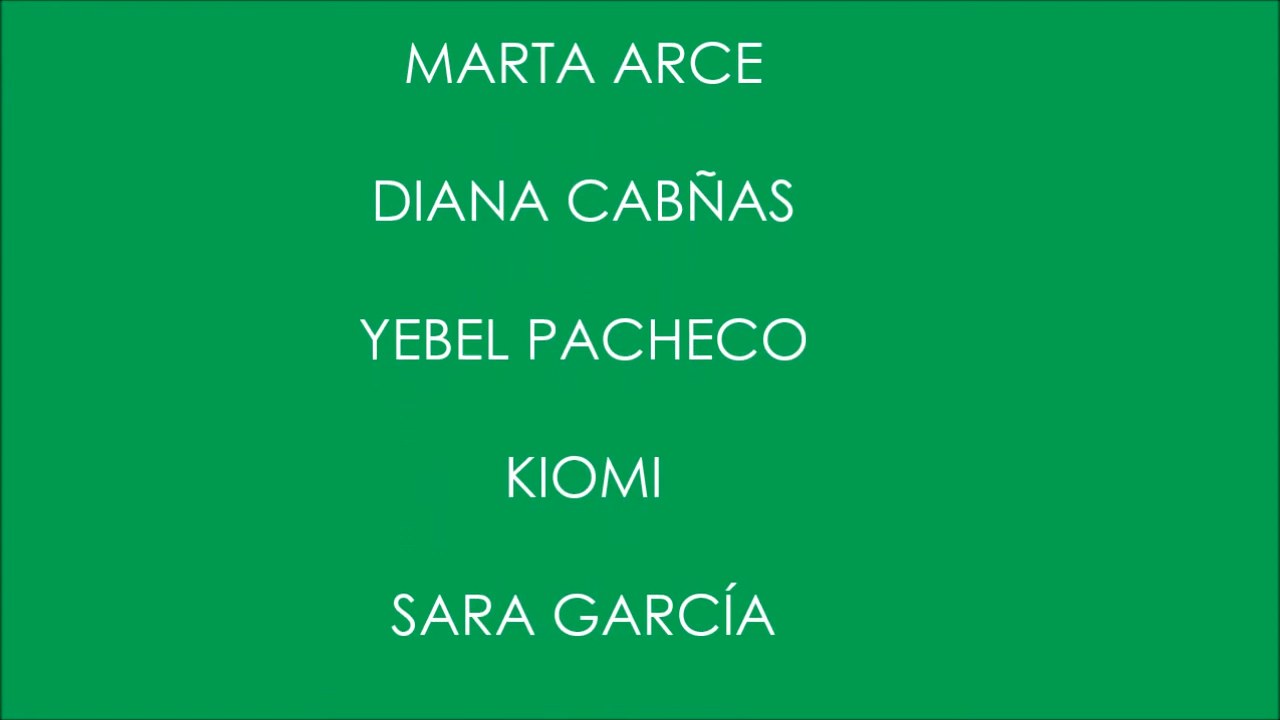 MARTA ARCE
DIANA CABÑAS
YEBEL PACHECO
KIOMI
SARA GARCÍA